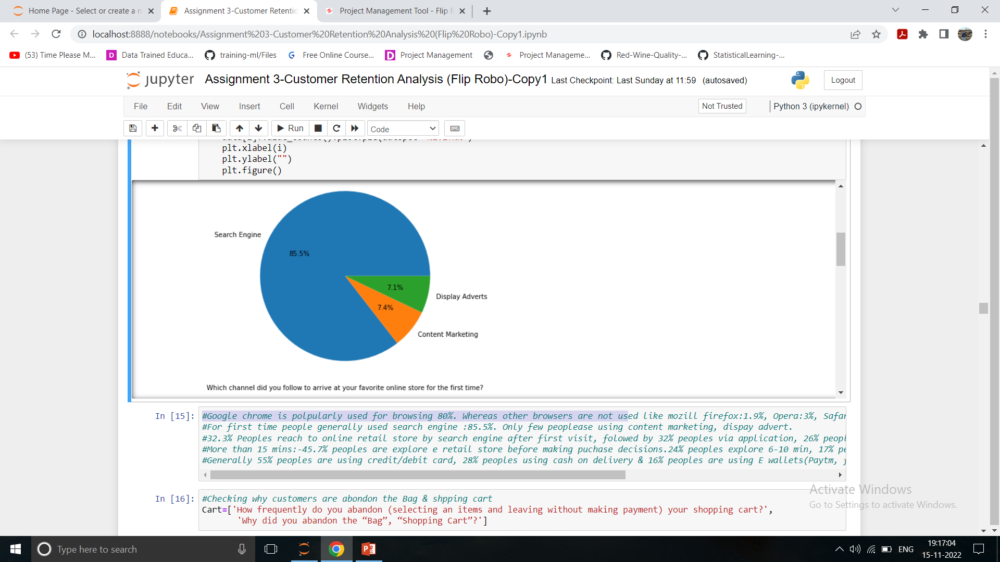 Home Page - Select or create a n
Assignment 3-Customer Retentic
Project Management Tool - Flip R
localhost:8888/notebooks/Assignment%203-Customer%20Retention%20Analysis%20(Flip%20Robo)-Copy1.ipynb
(53) Time Please M...
Data Trained Educa...
training-ml/Files
Free Online Course...
Project Management
Project Manageme...
Red-Wine-Quality-...
StatisticalLearning-...
jupyter Assignment 3-Customer Retention Analysis (Flip Robo)-Copy1 Last Checkpoint: Last Sunday at 11:59 (autosaved)
Logout
File Edit View Insert Cell Kernel Widgets Help
Not Trusted
Python 3 (ipykernel)
Run
Code
plt.xlabel(i)
plt.ylabel("")
plt.figure()
Search Engine
85.5%
7.1%
Display Adverts
7.4%
Content Marketing
Which channel did you follow to arrive at your favorite online store for the first time?
In [15]:
#Google chrome is polpularly used for browsing 80%. Whereas other browsers are not used like mozill firefox:1.9%, Opera:3%, Safar
#For first time people generally used search engine :85.5%. Only few peoplease using content marketing, dispay advert.
#32.3% Peoples reach to online retail store by search engine after first visit, folowed by 32% peoples via application, 26% peopl
#More than 15 mins:-45.7% peoples are explore e retail store before making puchase decisions.24% peoples explore 6-10 min, 17% pe
#Generally 55% peoples are using credit/debit card, 28% peoples using cash on delivery & 16% peoples are using E wallets(Paytm,
In [16]:
#Checking why customers are abondon the Bag & shpping cart
Cart=['How frequently do you abandon (selecting an items and leaving without making payment) your shopping cart?',
'Why did you abandon the “Bag”, “Shopping Cart”?']
Activate Windows
Go to Settings to activate Windows.
Type here to search
ENG
19:17:04
15-11-2022